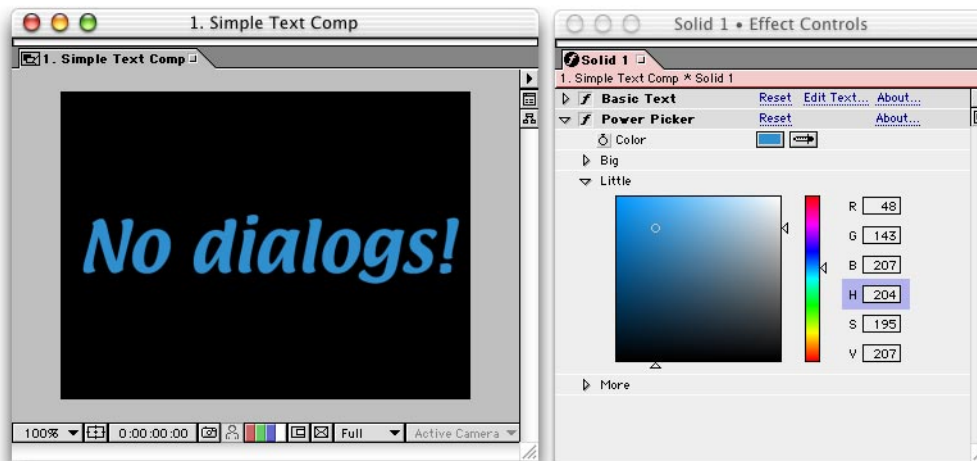 1. Simple Text Comp
1. Simple Text Comp
No dialogs!
100%
0:00:00:00
Full
Active Camera
Solid 1 • Effect Controls
Solid 1
1. Simple Text Comp * Solid 1
Basic Text Reset Edit Text... About...
Power Picker Reset About...
Color
Big
Little
R 48
G 143
B 207
H 204
S 195
V 207
More